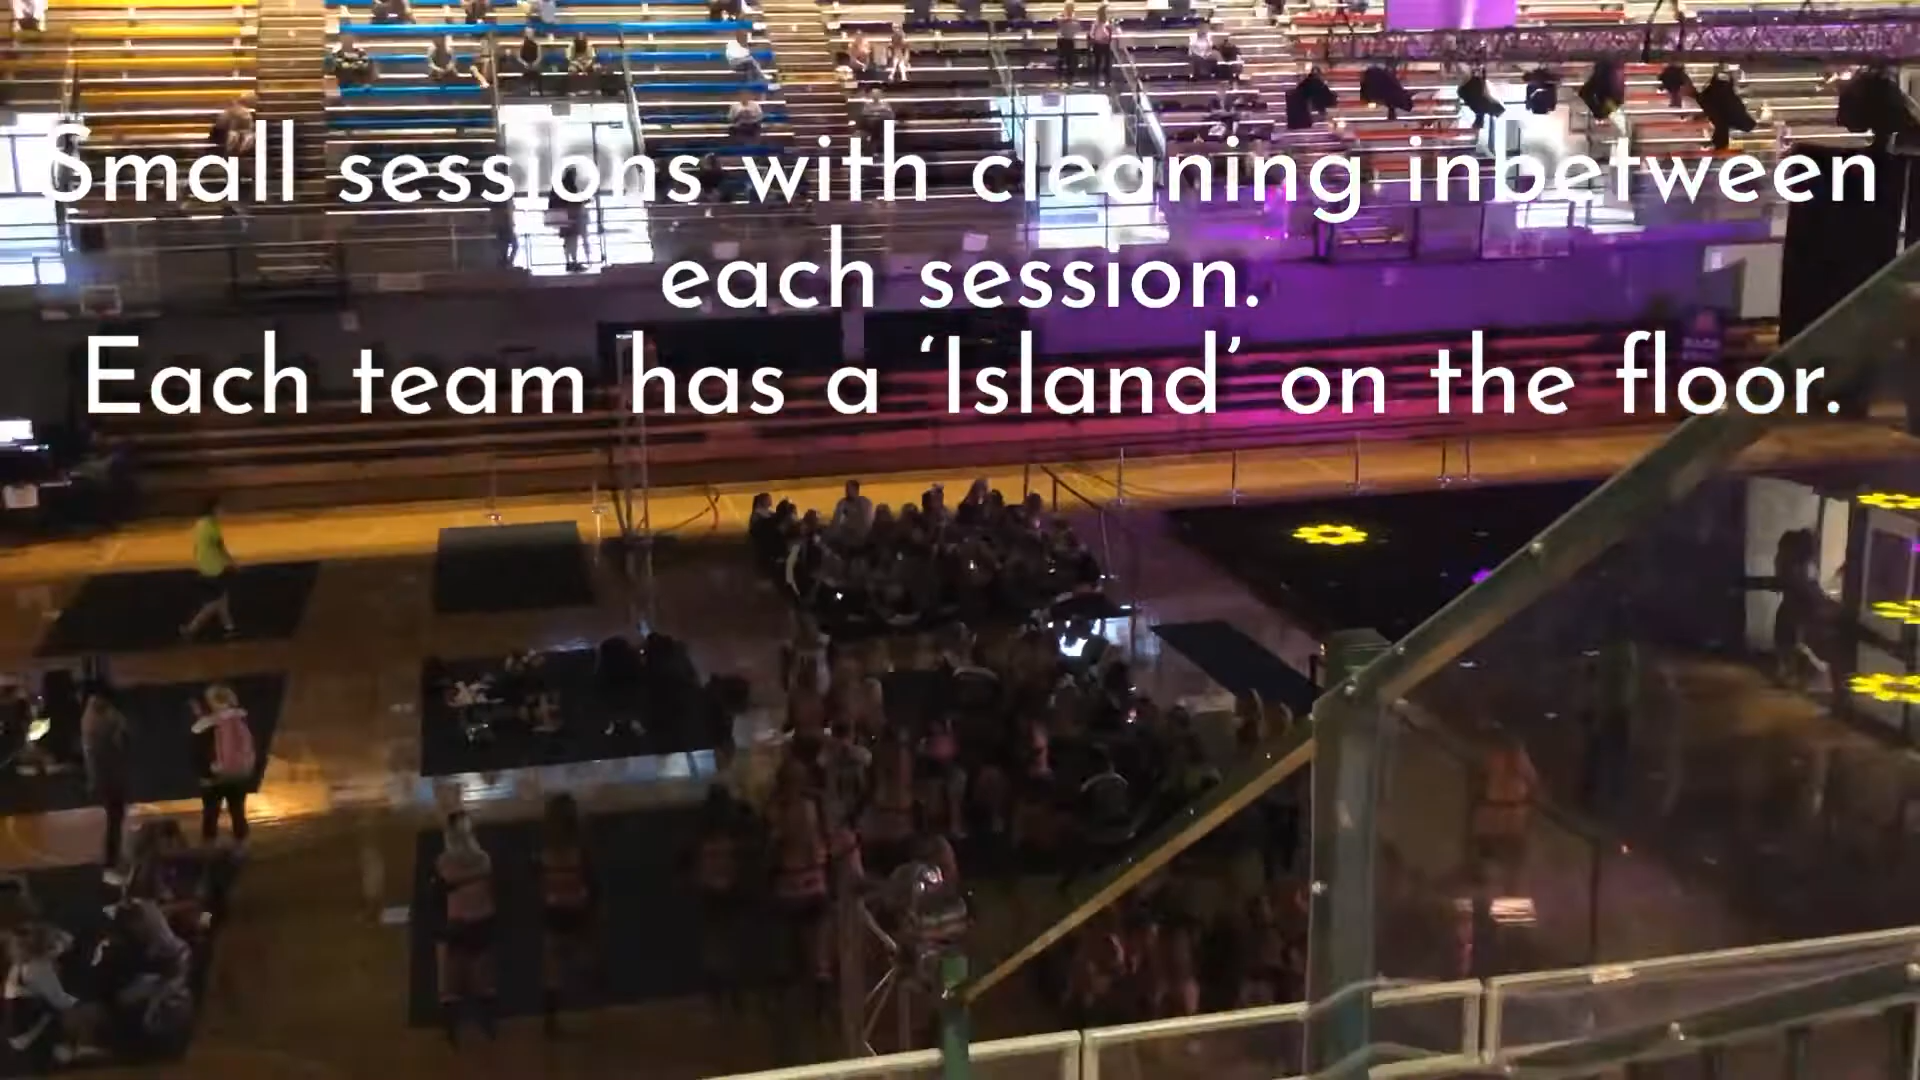 Small sessions with cleaning inbetween
each session.
Each team has a ‘Island’ on the floor.